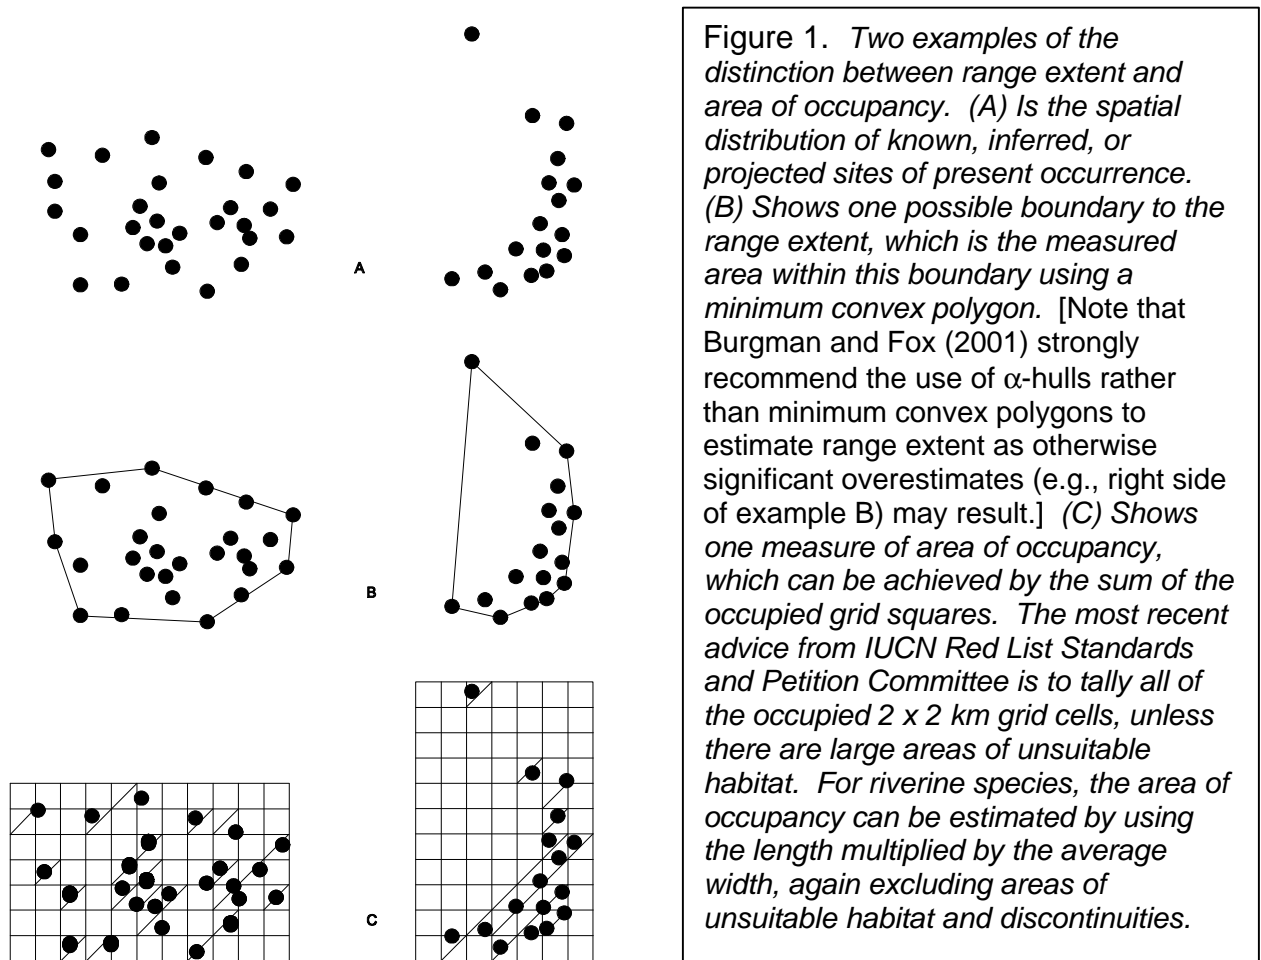 A
B
C
Figure 1. Two examples of the
distinction between range extent and
area of occupancy. (A) Is the spatial
distribution of known, inferred, or
projected sites of present occurrence.
(B) Shows one possible boundary to the
range extent, which is the measured
area within this boundary using a
minimum convex polygon. [Note that
Burgman and Fox (2001) strongly
recommend the use of α-hulls rather
than minimum convex polygons to
estimate range extent as otherwise
significant overestimates (e.g., right side
of example B) may result.] (C) Shows
one measure of area of occupancy,
which can be achieved by the sum of the
occupied grid squares. The most recent
advice from IUCN Red List Standards
and Petition Committee is to tally all of
the occupied 2 x 2 km grid cells, unless
there are large areas of unsuitable
habitat. For riverine species, the area of
occupancy can be estimated by using
the length multiplied by the average
width, again excluding areas of
unsuitable habitat and discontinuities.